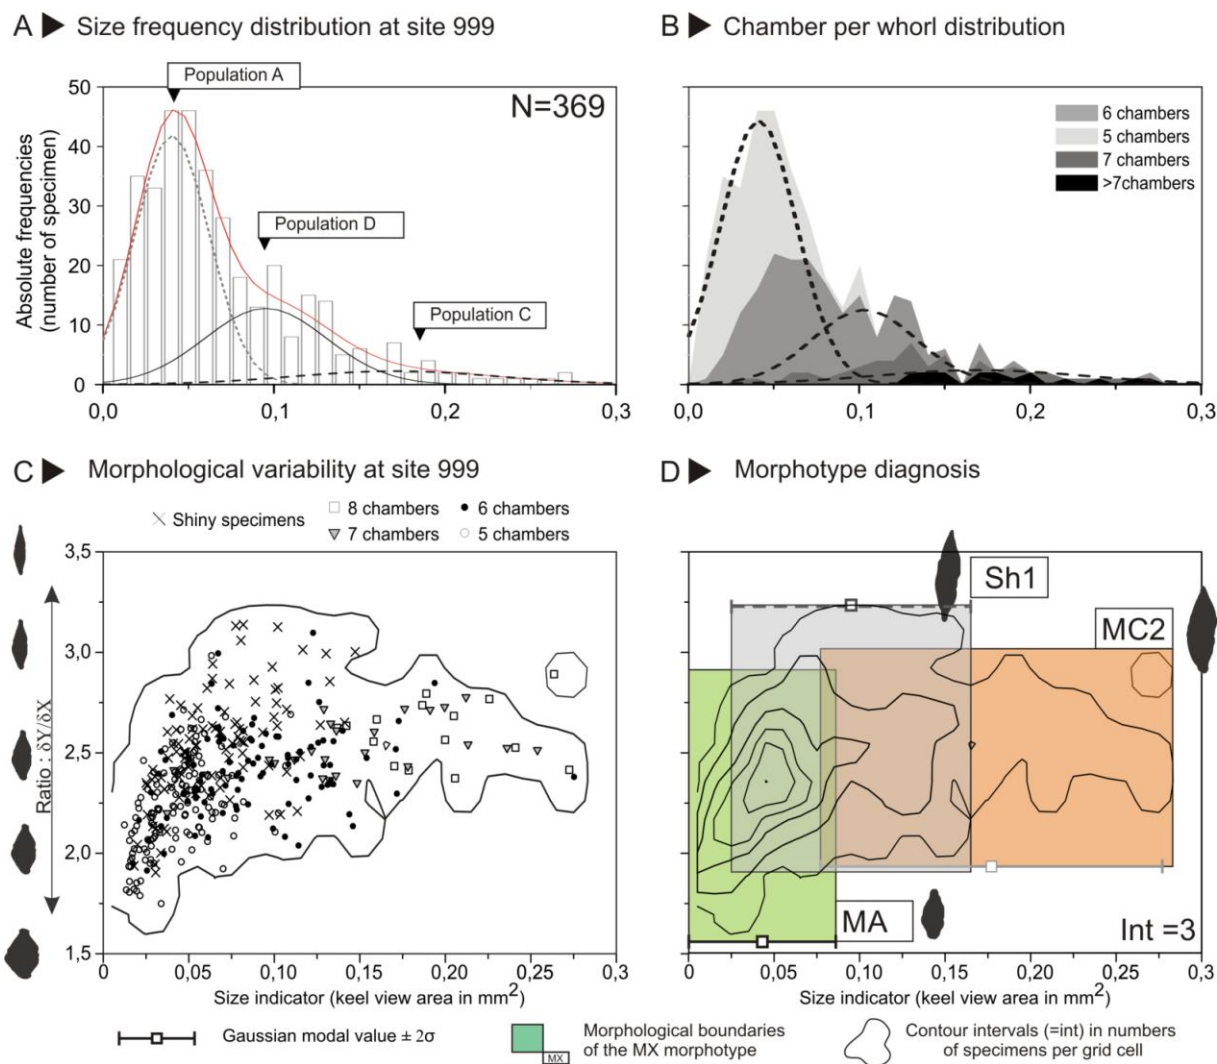 A ▶ Size frequency distribution at site 999
Population A
N=369
Population D
Population C
Absolute frequencies
(number of specimen)
50
40
30
20
10
0
0,0
0,1
0,2
0,3
B ▶ Chamber per whorl distribution
6 chambers
5 chambers
7 chambers
>7chambers
0,0
0,1
0,2
0,3
C ▶ Morphological variability at site 999
Shiny specimens
8 chambers
6 chambers
7 chambers
5 chambers
Ratio : δY/δX
3,5
3,0
2,5
2,0
1,5
0
0,05
0,1
0,15
0,2
0,25
0,3
Size indicator (keel view area in mm²)
D ▶ Morphotype diagnosis
Sh1
MC2
MA
Int =3
0
0,05
0,1
0,15
0,2
0,25
0,3
Size indicator (keel view area in mm²)
Gaussian modal value ± 2σ
MX
Morphological boundaries
of the MX morphotype
Contour intervals (=int) in numbers
of specimens per grid cell